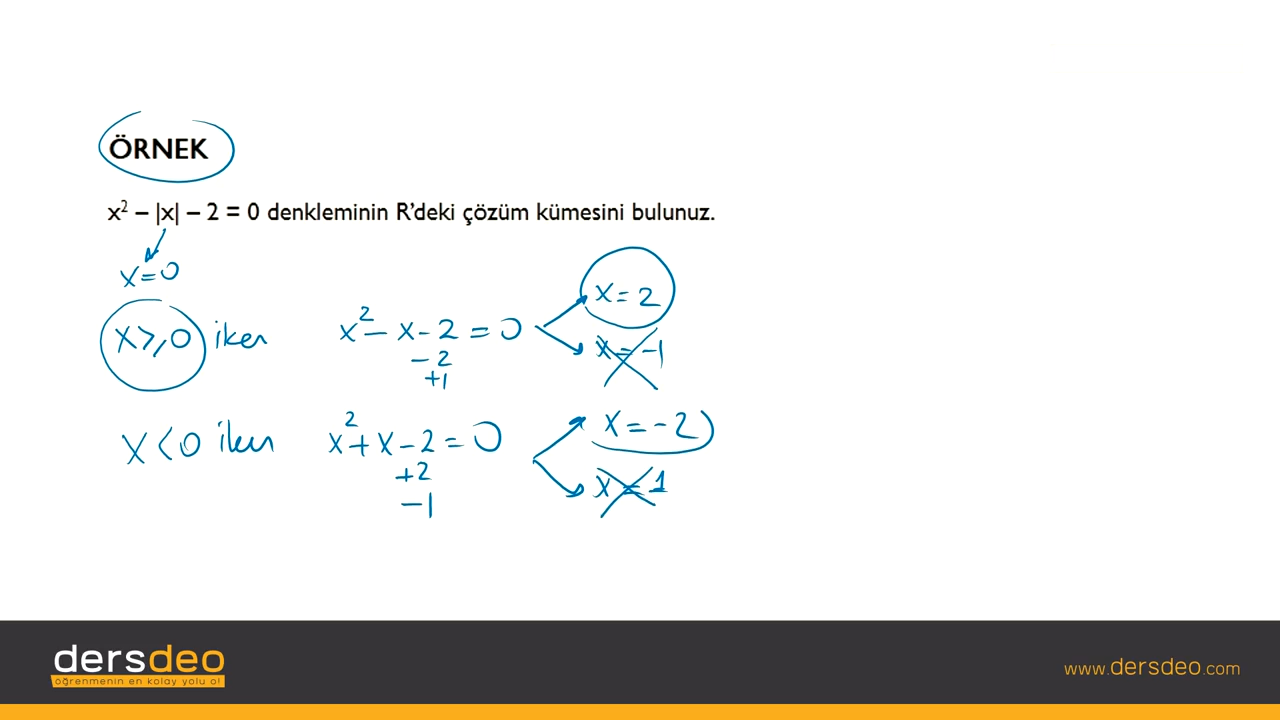 ÖRNEK
x² – |x| – 2 = 0 denkleminin R'deki çözüm kümesini bulunuz.
x=0
x≥0 iken x²-x-2=0 x=2
-2 x=-1
+1
x<0 iken x²+x-2=0 x=-2
+2 x=1
-1
dersdeo
öğrenmenin en kolay yolu o!
www.dersdeo.com